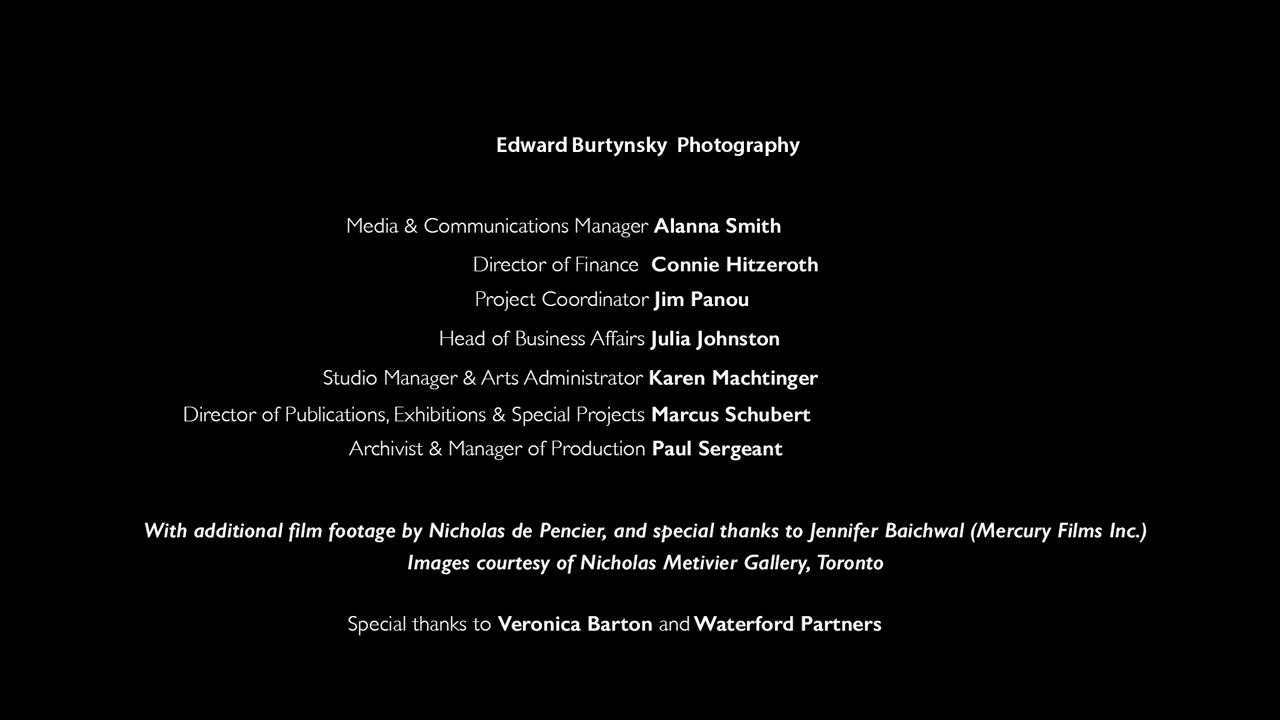 Edward Burtynsky Photography
Media & Communications Manager Alanna Smith
Director of Finance Connie Hitzeroth
Project Coordinator Jim Panou
Head of Business Affairs Julia Johnston
Studio Manager & Arts Administrator Karen Machtinger
Director of Publications, Exhibitions & Special Projects Marcus Schubert
Archivist & Manager of Production Paul Sergeant
With additional film footage by Nicholas de Pencier, and special thanks to Jennifer Baichwal (Mercury Films Inc.)
Images courtesy of Nicholas Metivier Gallery, Toronto
Special thanks to Veronica Barton and Waterford Partners